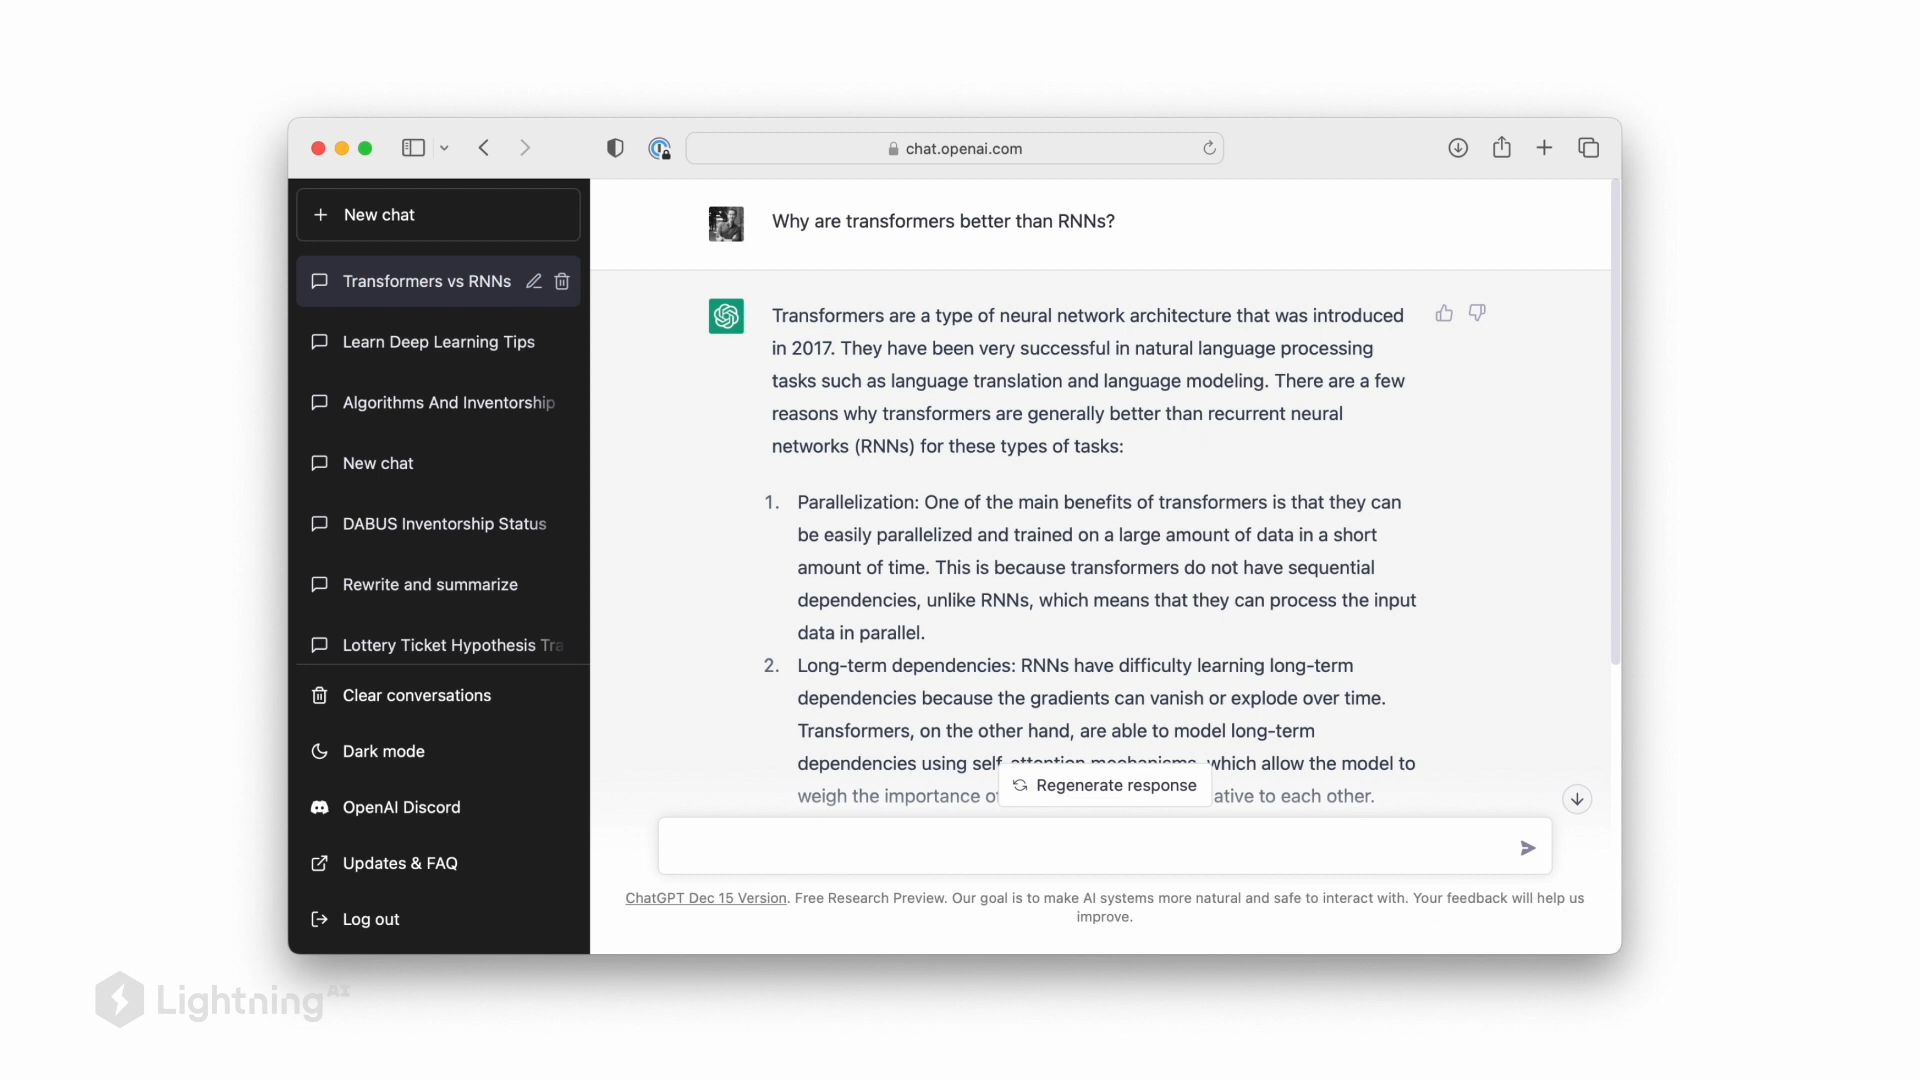 chat.openai.com
New chat
Transformers vs RNNs
Learn Deep Learning Tips
Algorithms And Inventorship
New chat
DABUS Inventorship Status
Rewrite and summarize
Lottery Ticket Hypothesis
Clear conversations
Dark mode
OpenAI Discord
Updates & FAQ
Log out
Why are transformers better than RNNs?
Transformers are a type of neural network architecture that was introduced
in 2017. They have been very successful in natural language processing
tasks such as language translation and language modeling. There are a few
reasons why transformers are generally better than recurrent neural
networks (RNNs) for these types of tasks:
1. Parallelization: One of the main benefits of transformers is that they can
be easily parallelized and trained on a large amount of data in a short
amount of time. This is because transformers do not have sequential
dependencies, unlike RNNs, which means that they can process the input
data in parallel.
2. Long-term dependencies: RNNs have difficulty learning long-term
dependencies because the gradients can vanish or explode over time.
Transformers, on the other hand, are able to model long-term
dependencies using self-attention mechanisms, which allow the model to
weigh the importance to each other.
Regenerate response
ChatGPT Dec 15 Version. Free Research Preview. Our goal is to make AI systems more natural and safe to interact with. Your feedback will help us
improve.
Lightning AI